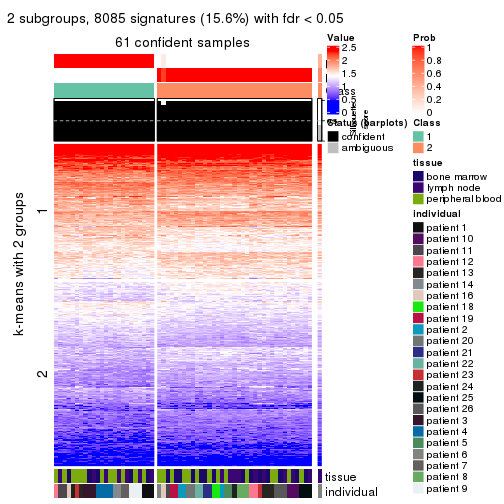 2 subgroups, 8085 signatures (15.6%) with fdr < 0.05
61 confident samples
k-means with 2 groups
1
2
Value
2.5
2
1.5
1
0.5
0
Status (barplots)
confident
ambiguous
Silhouette
score
Prob
1
0.8
0.6
0.4
0.2
0
Class
1
2
tissue
bone marrow
lymph node
peripheral blood
individual
patient 1
patient 10
patient 11
patient 12
patient 13
patient 14
patient 16
patient 18
patient 19
patient 2
patient 20
patient 21
patient 22
patient 23
patient 24
patient 25
patient 26
patient 3
patient 4
patient 5
patient 6
patient 7
patient 8
patient 9
tissue
individual